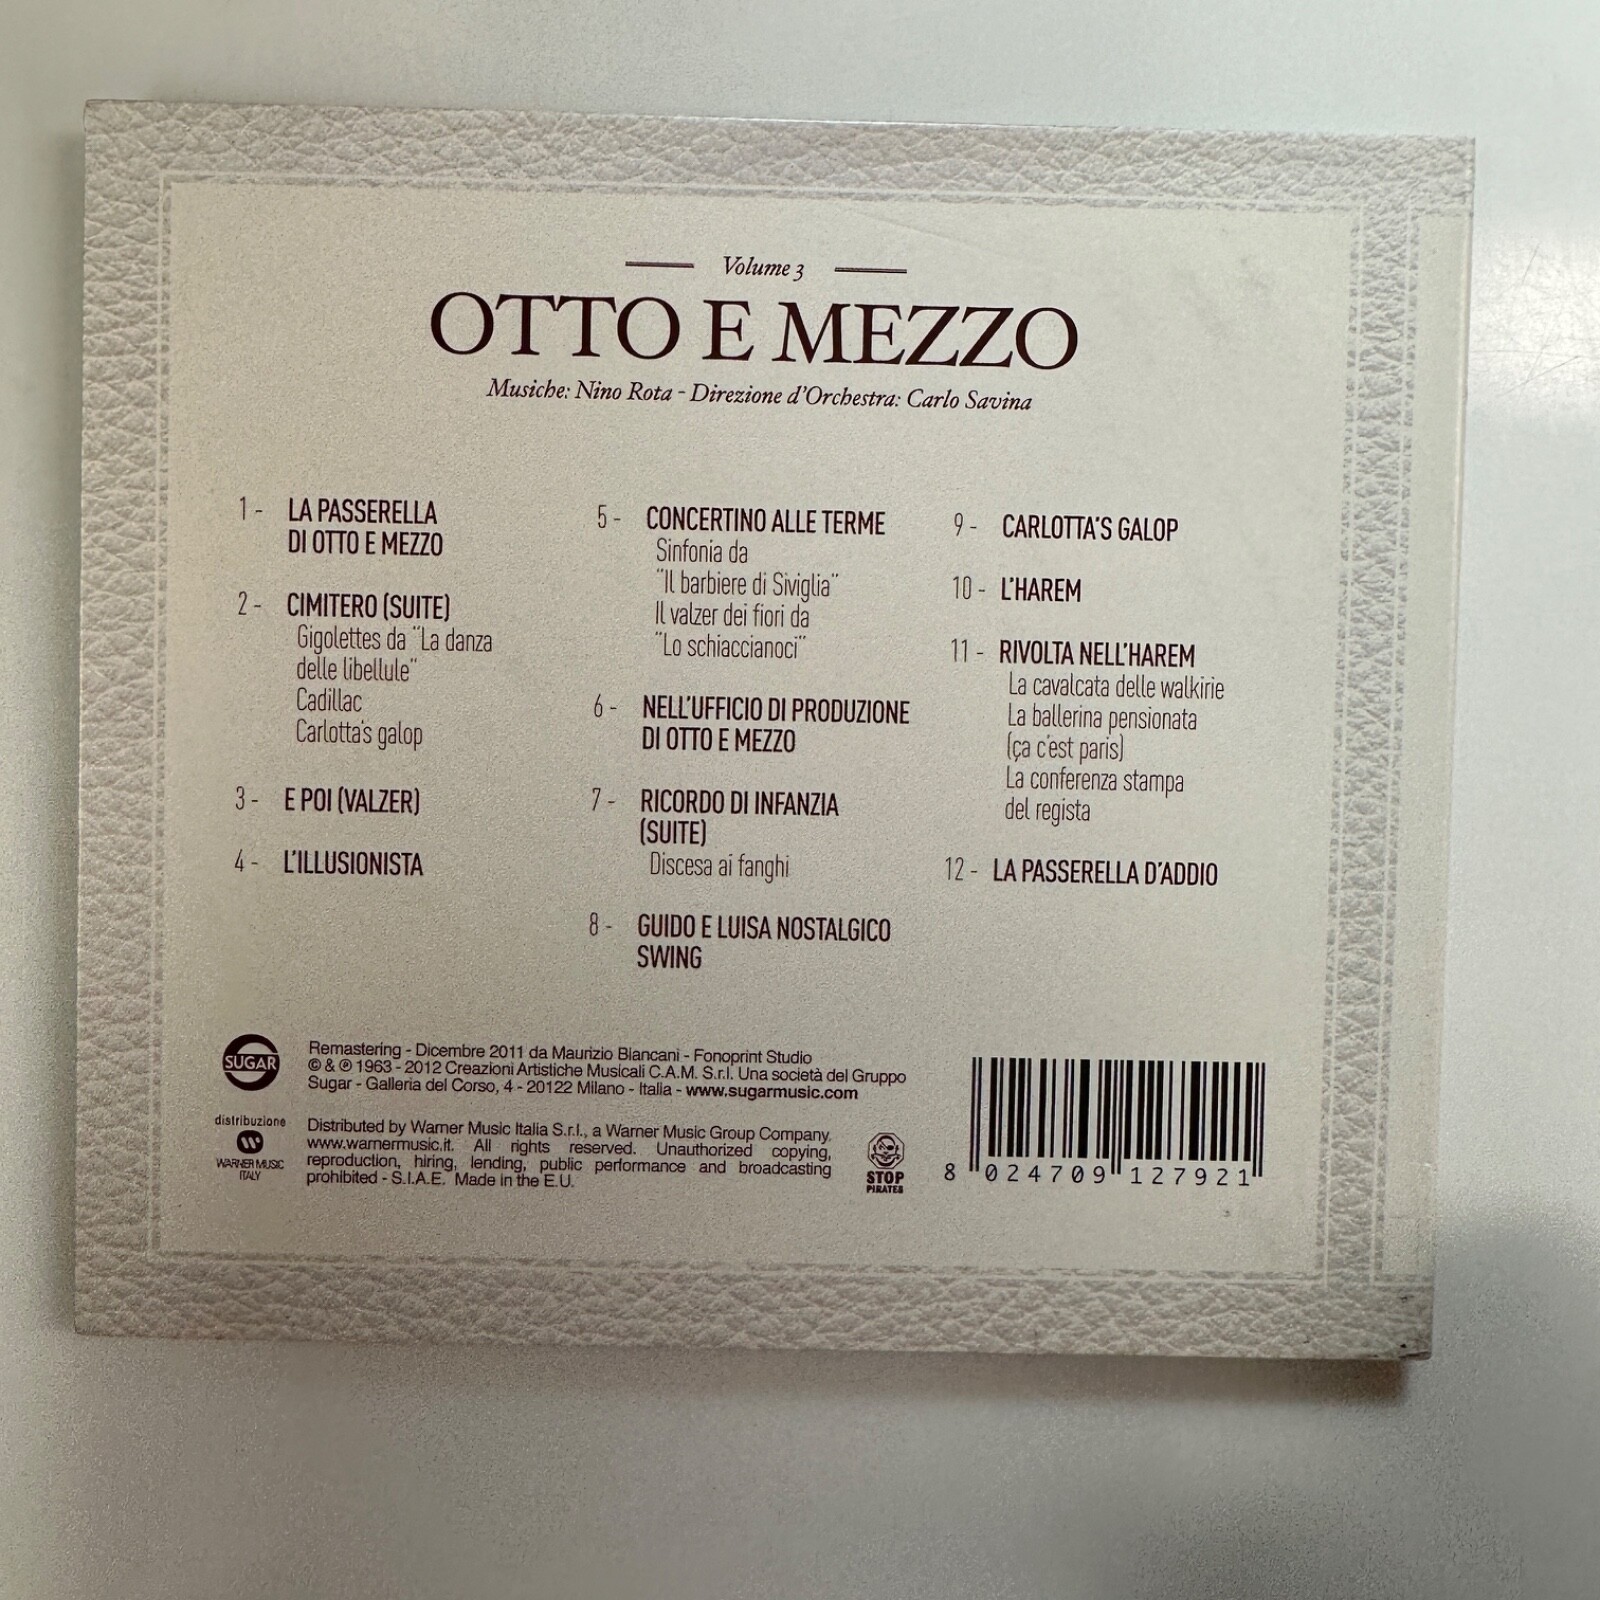 Volume 3
OTTO E MEZZO
Musiche: Nino Rota - Direzione d'Orchestra: Carlo Savina
1 - LA PASSERELLA
DI OTTO E MEZZO
2 - CIMITERO (SUITE)
Gigolettes da "La danza
delle libellule"
Cadillac
Carlotta's galop
3 - E POI (VALZER)
4 - L'ILLUSIONISTA
5 - CONCERTINO ALLE TERME
Sinfonia da
"Il barbiere di Siviglia"
Il valzer dei fiori da
"Lo schiaccianoci"
6 - NELL'UFFICIO DI PRODUZIONE
DI OTTO E MEZZO
7 - RICORDO DI INFANZIA
(SUITE)
Discesa ai fanghi
8 - GUIDO E LUISA NOSTALGICO
SWING
9 - CARLOTTA'S GALOP
10 - L'HAREM
11 - RIVOLTA NELL'HAREM
La cavalcata delle walkirie
La ballerina pensionata
(ça c'est paris)
La conferenza stampa
del regista
12 - LA PASSERELLA D'ADDIO
SUGAR
Remastering - Dicembre 2011 da Maurizio Biancani - Fonoprint Studio
© & ℗ 1963 - 2012 Creazioni Artistiche Musicali C.A.M. S.r.l. Una società del Gruppo
Sugar - Galleria del Corso, 4 - 20122 Milano - Italia - www.sugarmusic.com
distribuzione
WARNER MUSIC
ITALY
Distributed by Warner Music Italia S.r.l., a Warner Music Group Company.
www.warnermusic.it. All rights reserved. Unauthorized copying,
reproduction, hiring, lending, public performance and broadcasting
prohibited - S.I.A.E. Made in the E.U.
STOP
PIRATES
8 024709 127921